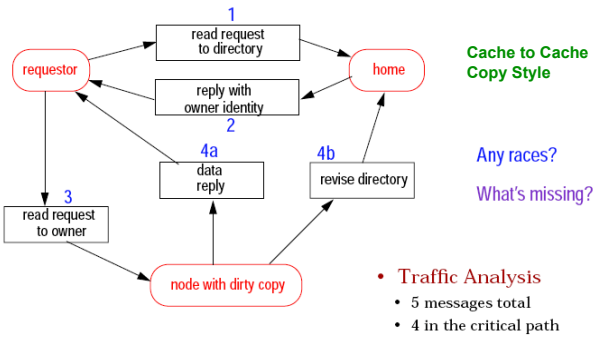 1
read request
to directory
requestor
home
Cache to Cache
Copy Style
reply with
owner identity
2
4a
data
reply
4b
revise directory
Any races?
What's missing?
3
read request
to owner
node with dirty copy
• Traffic Analysis
• 5 messages total
• 4 in the critical path